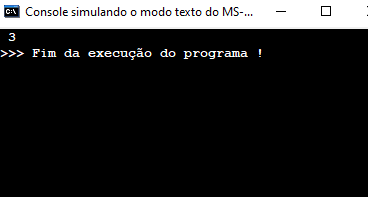 Console simulando o modo texto do MS-...
3
>>> Fim da execução do programa !